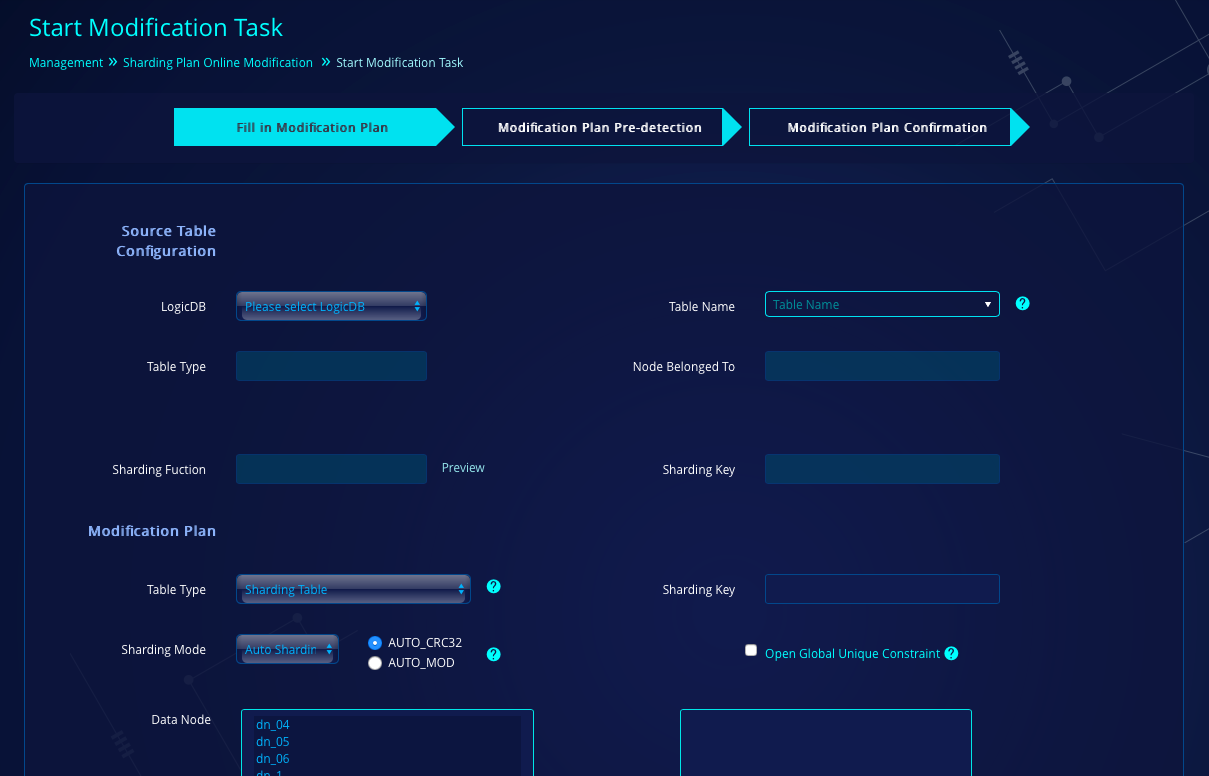 Start Modification Task
Management » Sharding Plan Online Modification » Start Modification Task
Fill in Modification Plan
Modification Plan Pre-detection
Modification Plan Confirmation
Source Table
Configuration
LogicDB
Please select LogicDB
Table Name
Table Name
?
Table Type
Node Belonged To
Sharding Fuction
Preview
Sharding Key
Modification Plan
Table Type
Sharding Table
?
Sharding Key
Sharding Mode
Auto Shardin
AUTO_CRC32
AUTO_MOD
?
Open Global Unique Constraint ?
Data Node
dn_04
dn_05
dn_06
dn_1